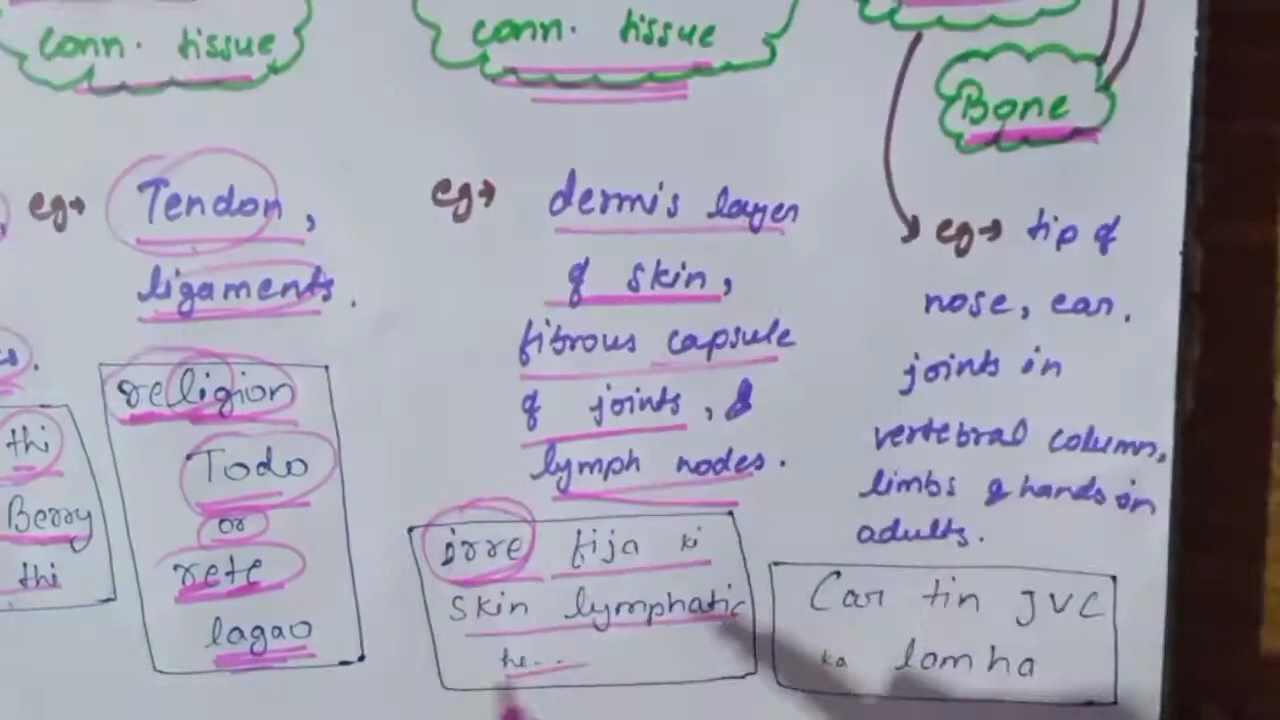 conn. tissue
eg→ Tendon,
ligaments.
religion
Todo
or
rete
lagao
thi
Berry
thi
conn. tissue
eg→ dermis layer
of skin,
fibrous capsule
of joints, &
lymph nodes.
irre fija ki
skin lymphatic
he...
Bone
eg→ tip of
nose, ear,
joints in
vertebral column,
limbs & hands in
adults.
Car tin JVC
ka lamha